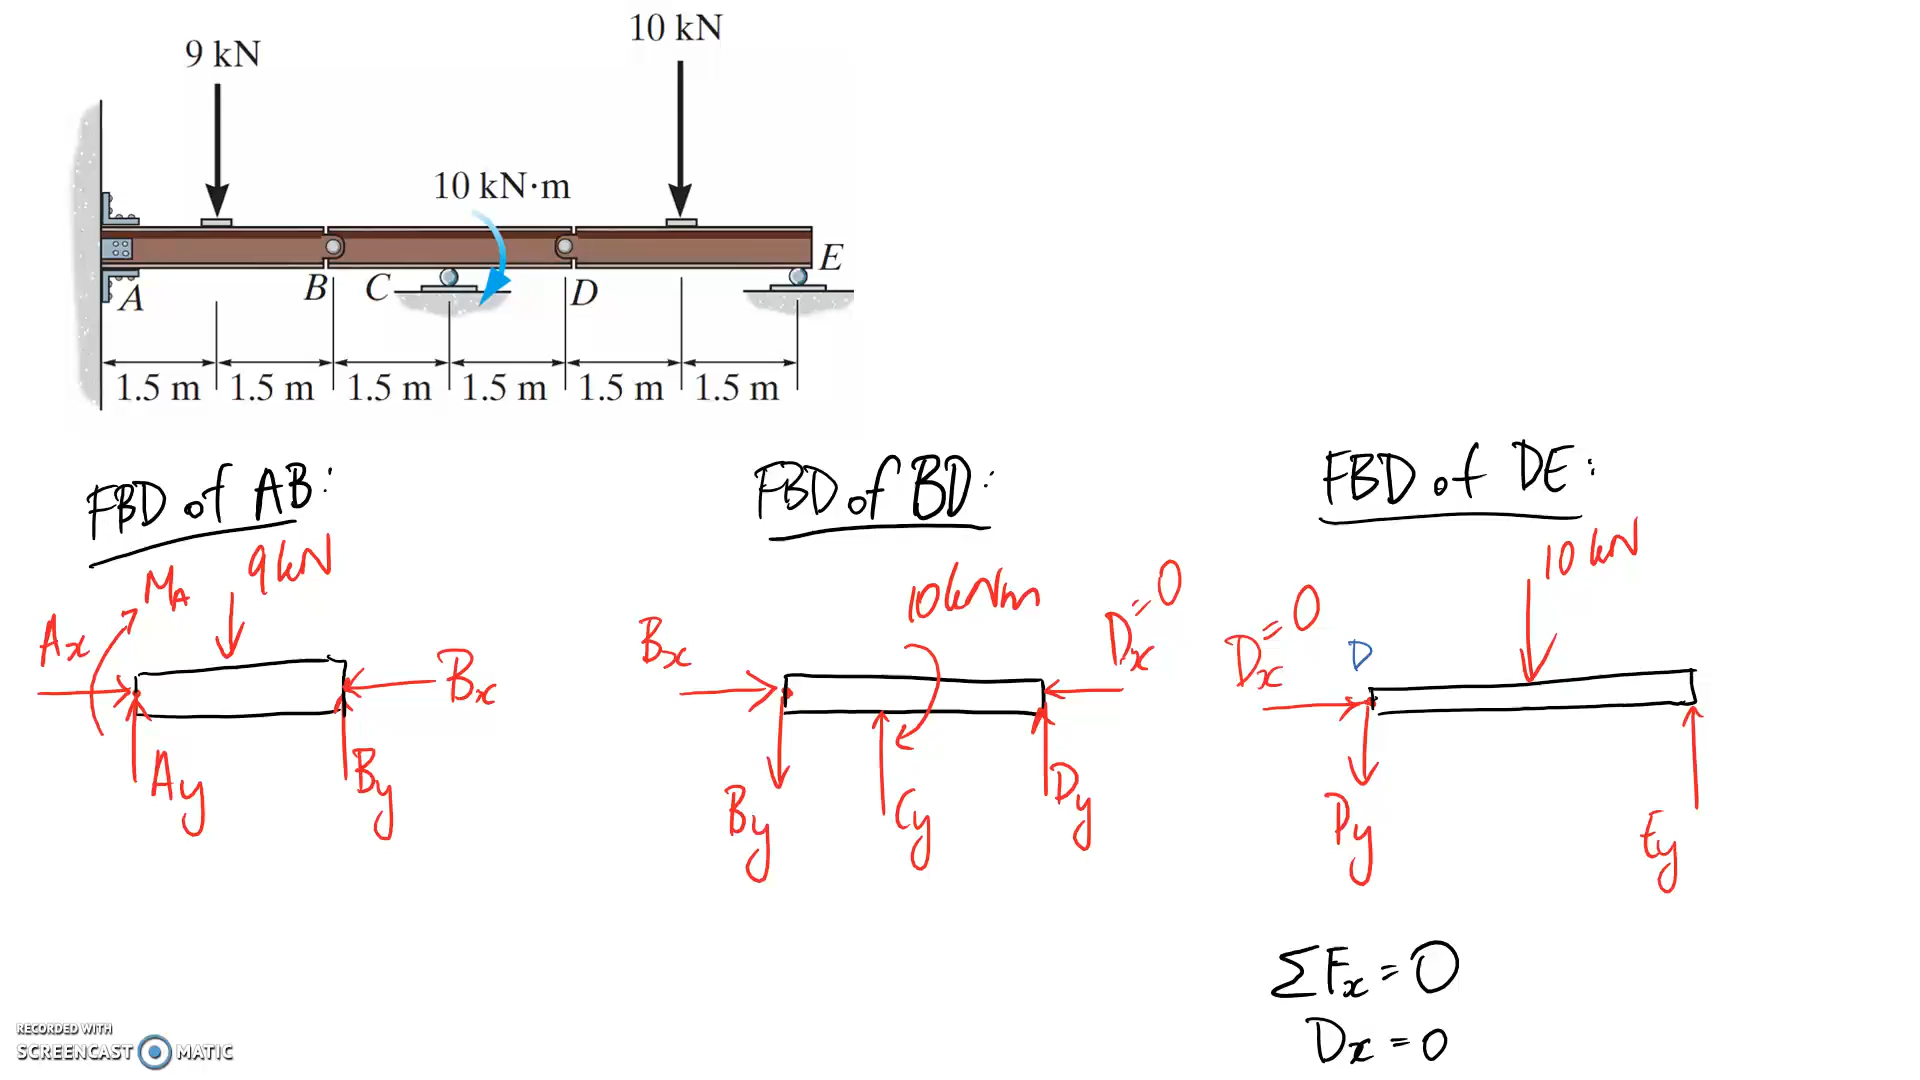 10 kN
9 kN
10 kN·m
A
B
C
D
E
1.5 m 1.5 m 1.5 m 1.5 m 1.5 m 1.5 m
FBD of AB:
9kN
MA
Ax
Bx
Ay
By
FBD of BD:
10kNm
Bx
Dx=0
By
Cy
Dy
FBD of DE:
10 kN
Dx=0
D
Dy
Ey
ΣFx=0
Dx=0
RECORDED WITH
SCREENCAST MATIC